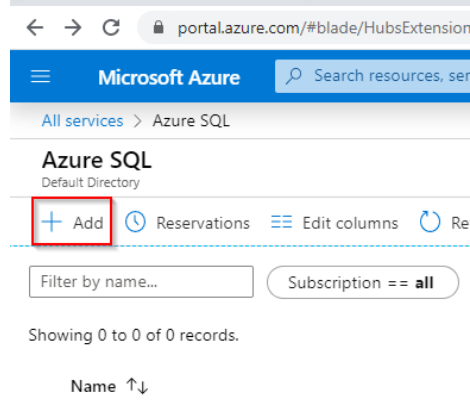 portal.azure.com/#blade/HubsExtension
Microsoft Azure Search resources, ser
All services > Azure SQL
Azure SQL
Default Directory
+ Add Reservations Edit columns Re
Filter by name... Subscription == all
Showing 0 to 0 of 0 records.
Name ↑↓